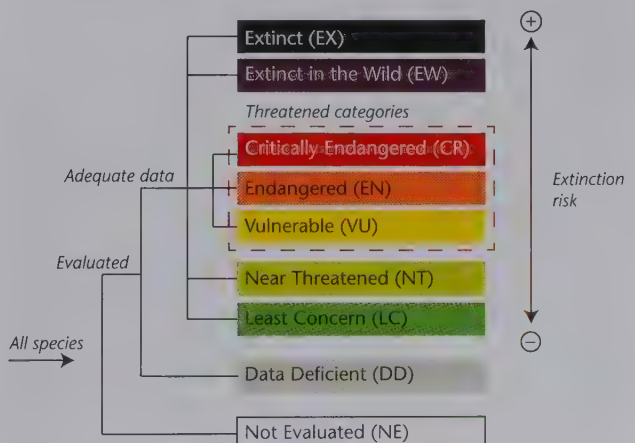 Extinct (EX)
Extinct in the Wild (EW)
Threatened categories
Critically Endangered (CR)
Adequate data
Endangered (EN)
Extinction
risk
Vulnerable (VU)
Evaluated
Near Threatened (NT)
Least Concern (LC)
All species
Data Deficient (DD)
Not Evaluated (NE)